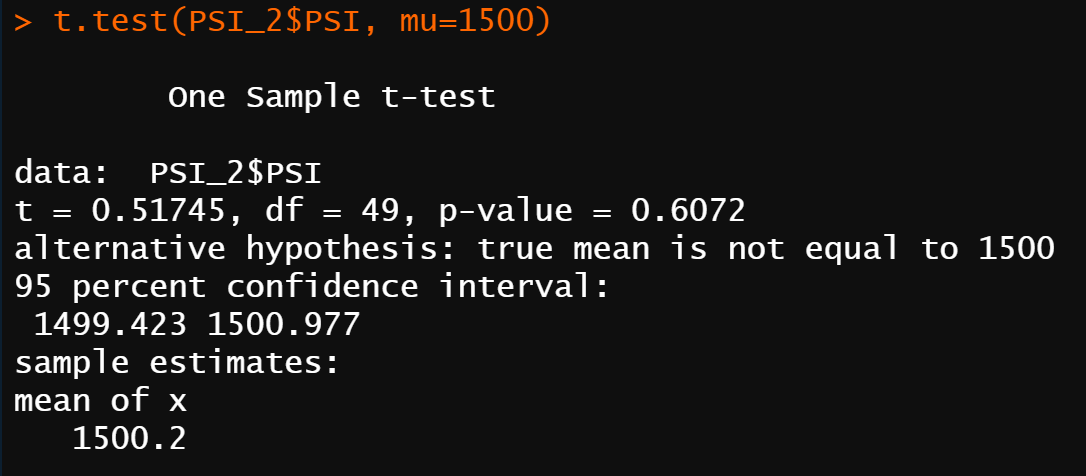 > t.test(PSI_2$PSI, mu=1500)
One Sample t-test
data:  PSI_2$PSI
t = 0.51745, df = 49, p-value = 0.6072
alternative hypothesis: true mean is not equal to 1500
95 percent confidence interval:
1499.423 1500.977
sample estimates:
mean of x
1500.2